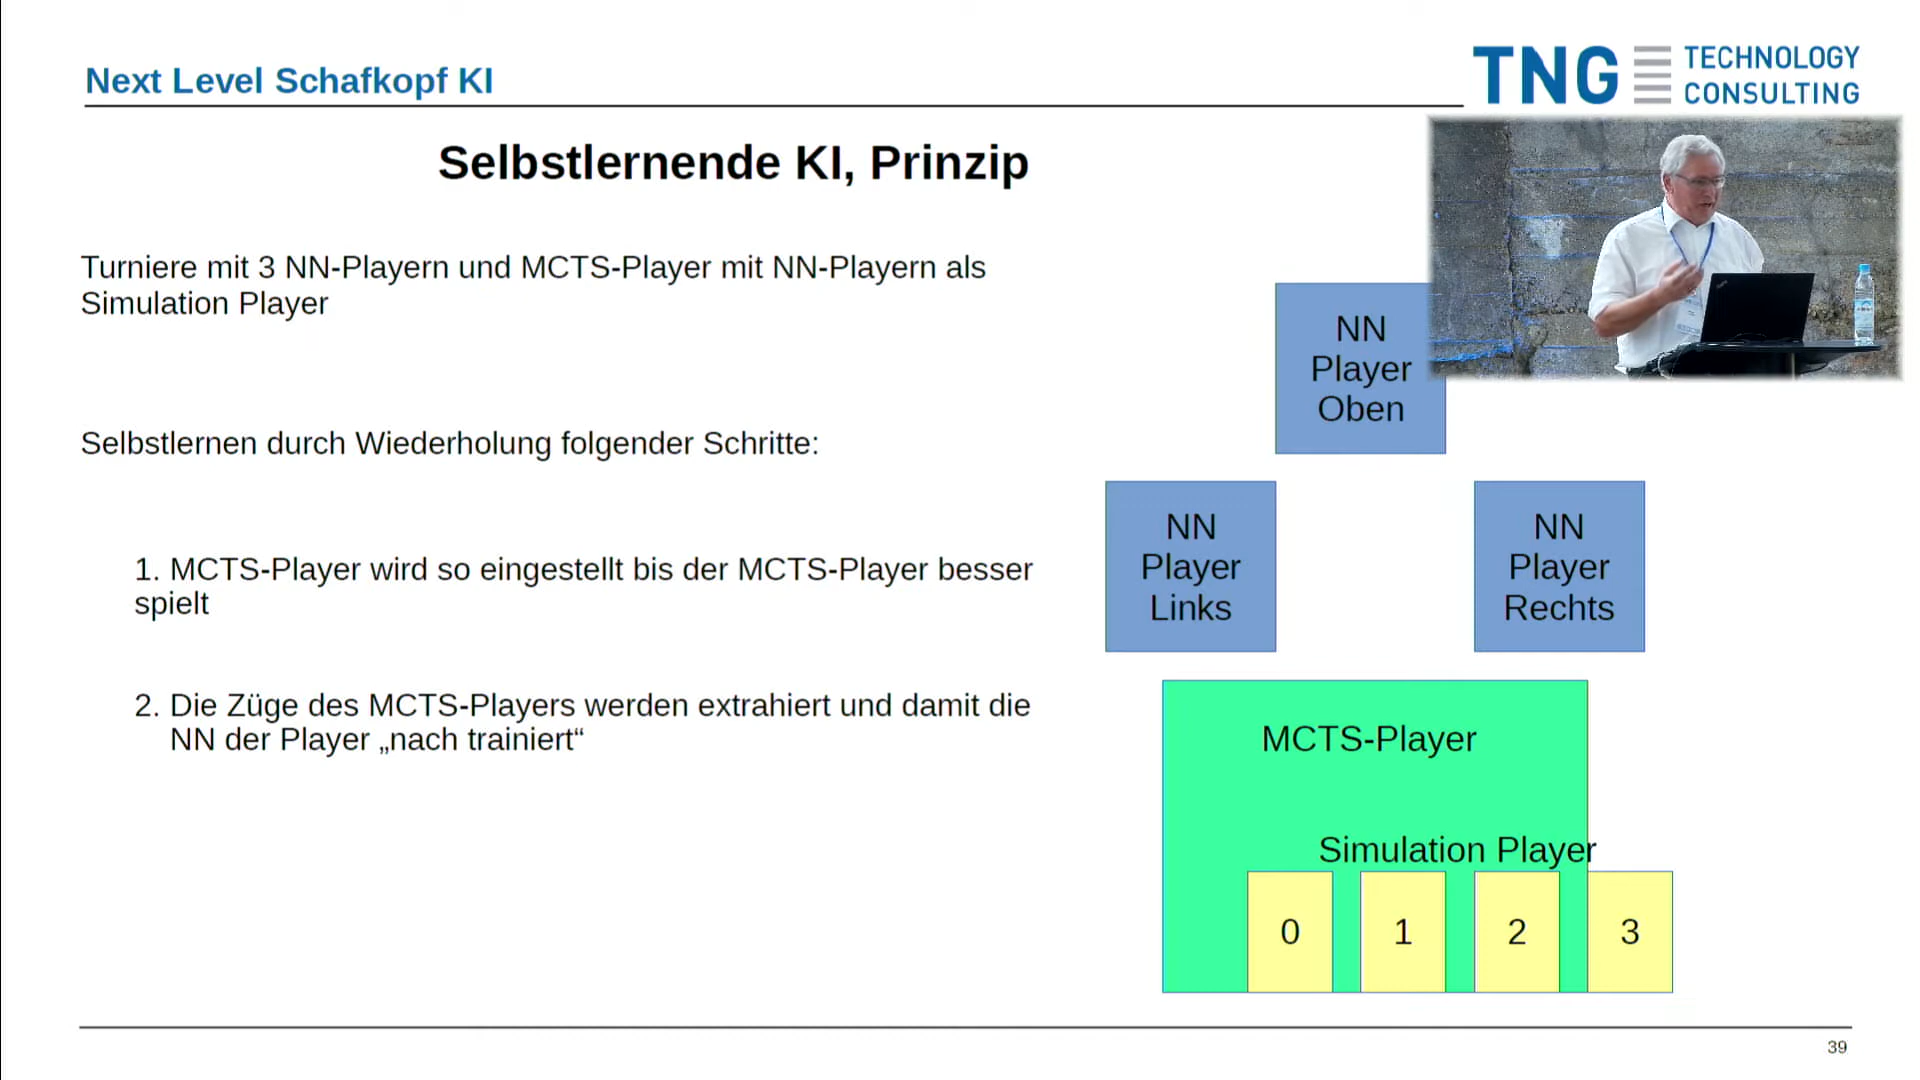 Next Level Schafkopf KI
TNG TECHNOLOGY
CONSULTING
Selbstlernende KI, Prinzip
Turniere mit 3 NN-Playern und MCTS-Player mit NN-Playern als
Simulation Player
Selbstlernen durch Wiederholung folgender Schritte:
1. MCTS-Player wird so eingestellt bis der MCTS-Player besser
spielt
2. Die Züge des MCTS-Players werden extrahiert und damit die
NN der Player „nach trainiert“
NN
Player
Oben
NN
Player
Links
NN
Player
Rechts
MCTS-Player
Simulation Player
0 1 2 3
39